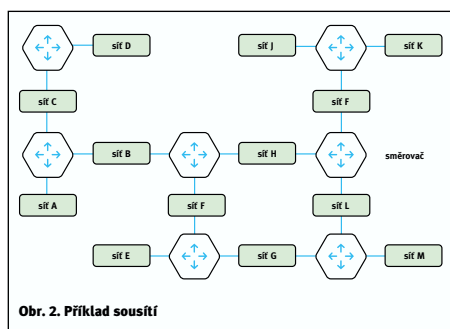 síť D
síť J
síť K
síť C
síť F
síť B
síť H
směrovač
síť A
síť F
síť L
síť E
síť G
síť M
Obr. 2. Příklad sousítí